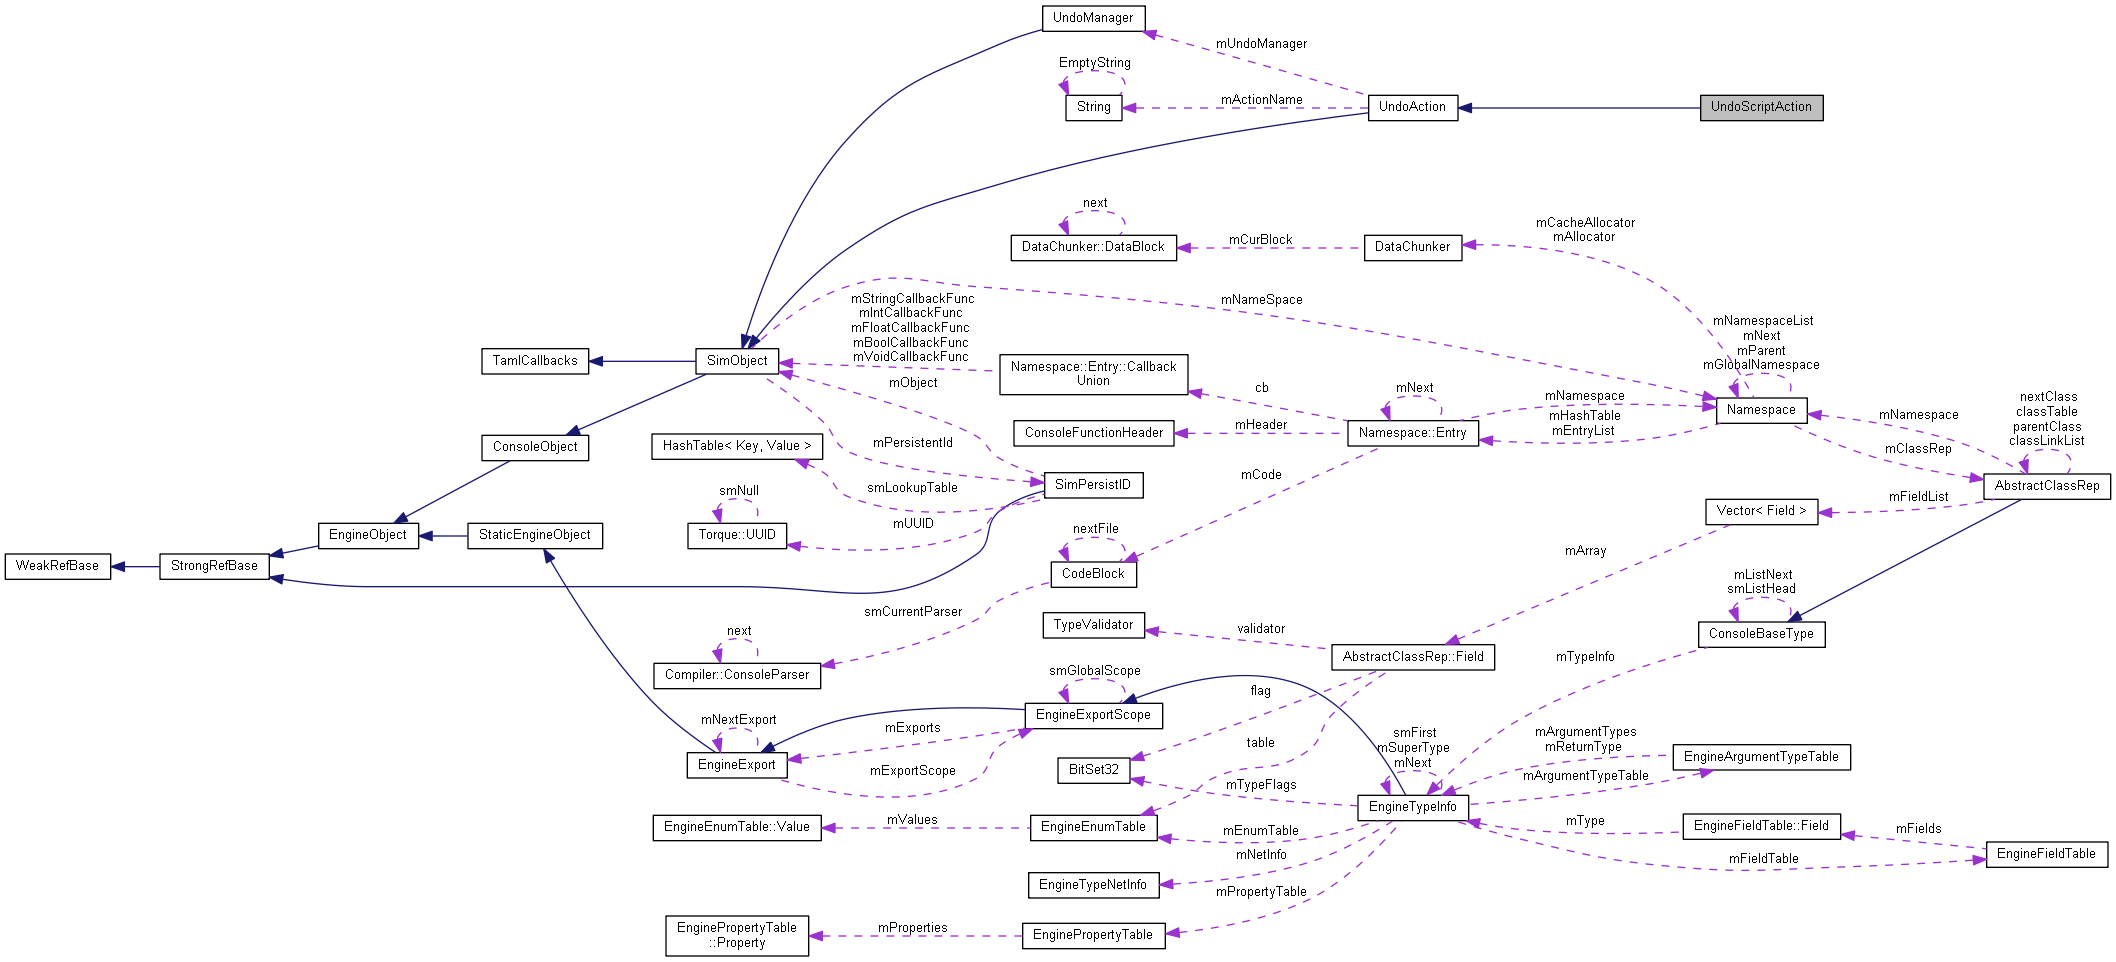 UndoManager
mUndoManager
EmptyString
String
mActionName
UndoAction
UndoScriptAction
next
DataChunker::DataBlock
mCurBlock
DataChunker
mCacheAllocator
mAllocator
mStringCallbackFunc
mIntCallbackFunc
mFloatCallbackFunc
mBoolCallbackFunc
mVoidCallbackFunc
mNameSpace
mNamespaceList
mNext
mParent
mGlobalNamespace
TamlCallbacks
SimObject
Namespace::Entry::Callback
Union
mObject
cb
mNext
mNamespace
Namespace
nextClass
classTable
parentClass
classLinkList
mHashTable
mEntryList
mNamespace
ConsoleObject
HashTable< Key, Value >
mPersistentId
ConsoleFunctionHeader
mHeader
Namespace::Entry
mClassRep
mCode
smLookupTable
SimPersistID
AbstractClassRep
smNull
mUUID
mFieldList
Vector< Field >
EngineObject
StaticEngineObject
Torque::UUID
nextFile
mArray
WeakRefBase
StrongRefBase
CodeBlock
mListNext
smListHead
smCurrentParser
TypeValidator
validator
ConsoleBaseType
next
Compiler::ConsoleParser
AbstractClassRep::Field
mTypeInfo
smGlobalScope
flag
mNextExport
mExports
EngineExportScope
smFirst
mSuperType
mNext
mArgumentTypes
mReturnType
table
EngineExport
mExportScope
BitSet32
mTypeFlags
EngineArgumentTypeTable
mArgumentTypeTable
EngineTypeInfo
EngineEnumTable::Value
mValues
EngineEnumTable
mEnumTable
mType
EngineFieldTable::Field
mFields
mNetInfo
mFieldTable
EngineFieldTable
EngineTypeNetInfo
mPropertyTable
EnginePropertyTable
::Property
mProperties
EnginePropertyTable